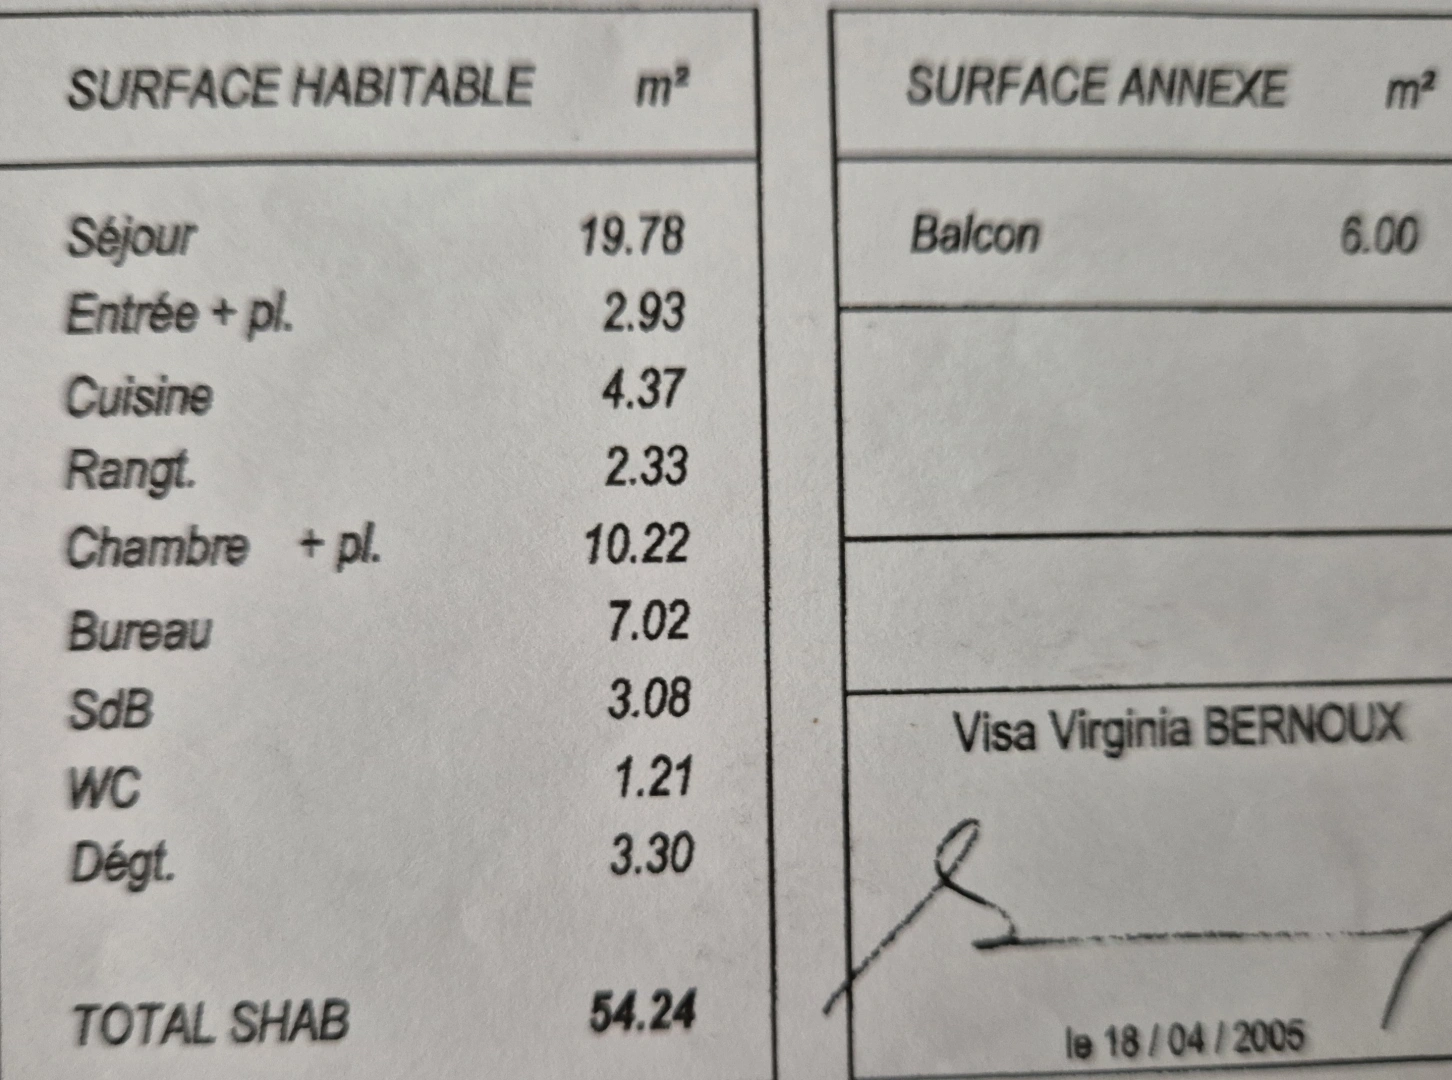 SURFACE HABITABLE m²
Séjour 19.78
Entrée + pl. 2.93
Cuisine 4.37
Rangt. 2.33
Chambre + pl. 10.22
Bureau 7.02
SdB 3.08
WC 1.21
Dégt. 3.30
TOTAL SHAB 54.24
SURFACE ANNEXE m²
Balcon 6.00
Visa Virginia BERNOUX
le 18 / 04 / 2005